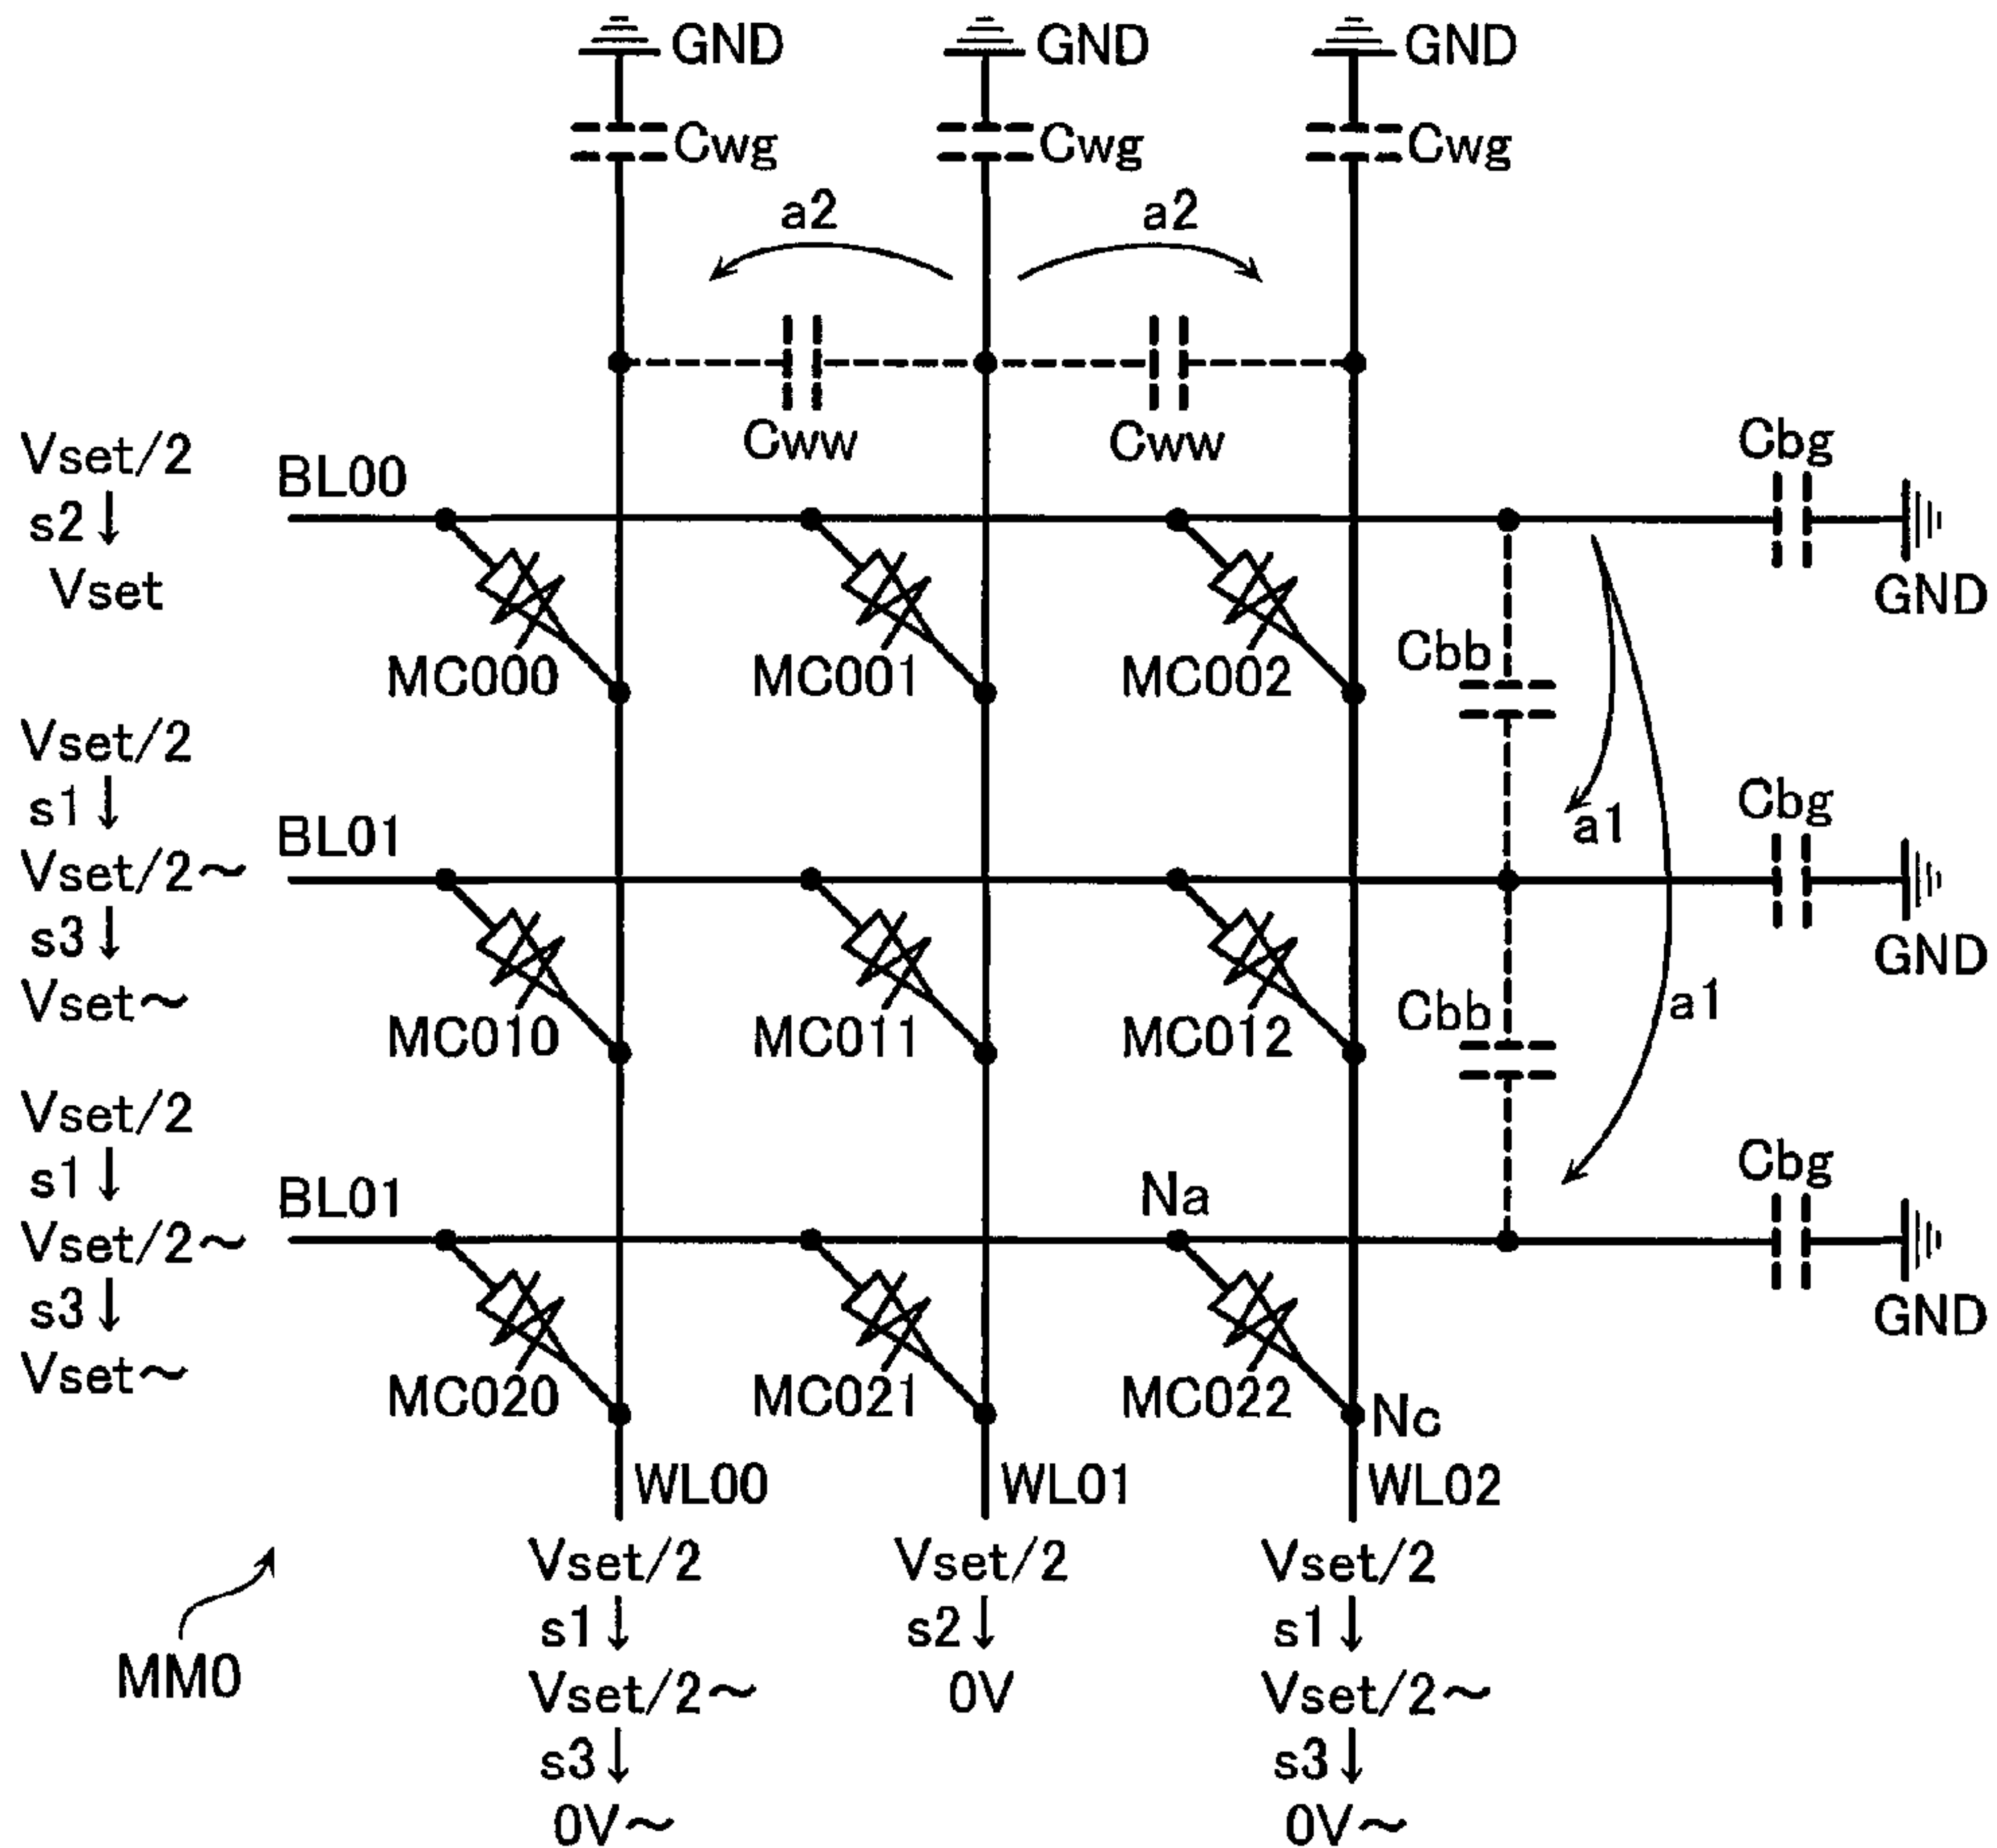 GND GND GND
Cwg Cwg Cwg
a2 a2
Cww Cww
Vset/2
s2↓
Vset
BL00
Cbg
GND
MC000 MC001 MC002
Cbb
a1
Vset/2
s1↓
Vset/2～
s3↓
Vset～
BL01
Cbg
GND
MC010 MC011 MC012
Cbb
a1
Vset/2
s1↓
Vset/2～
s3↓
Vset～
BL01
Na
Cbg
GND
MC020 MC021 MC022
Nc
WL00 WL01 WL02
Vset/2 Vset/2 Vset/2
s1↓ s2↓ s1↓
Vset/2～ 0V Vset/2～
s3↓ s3↓
0V～ 0V～
MM0